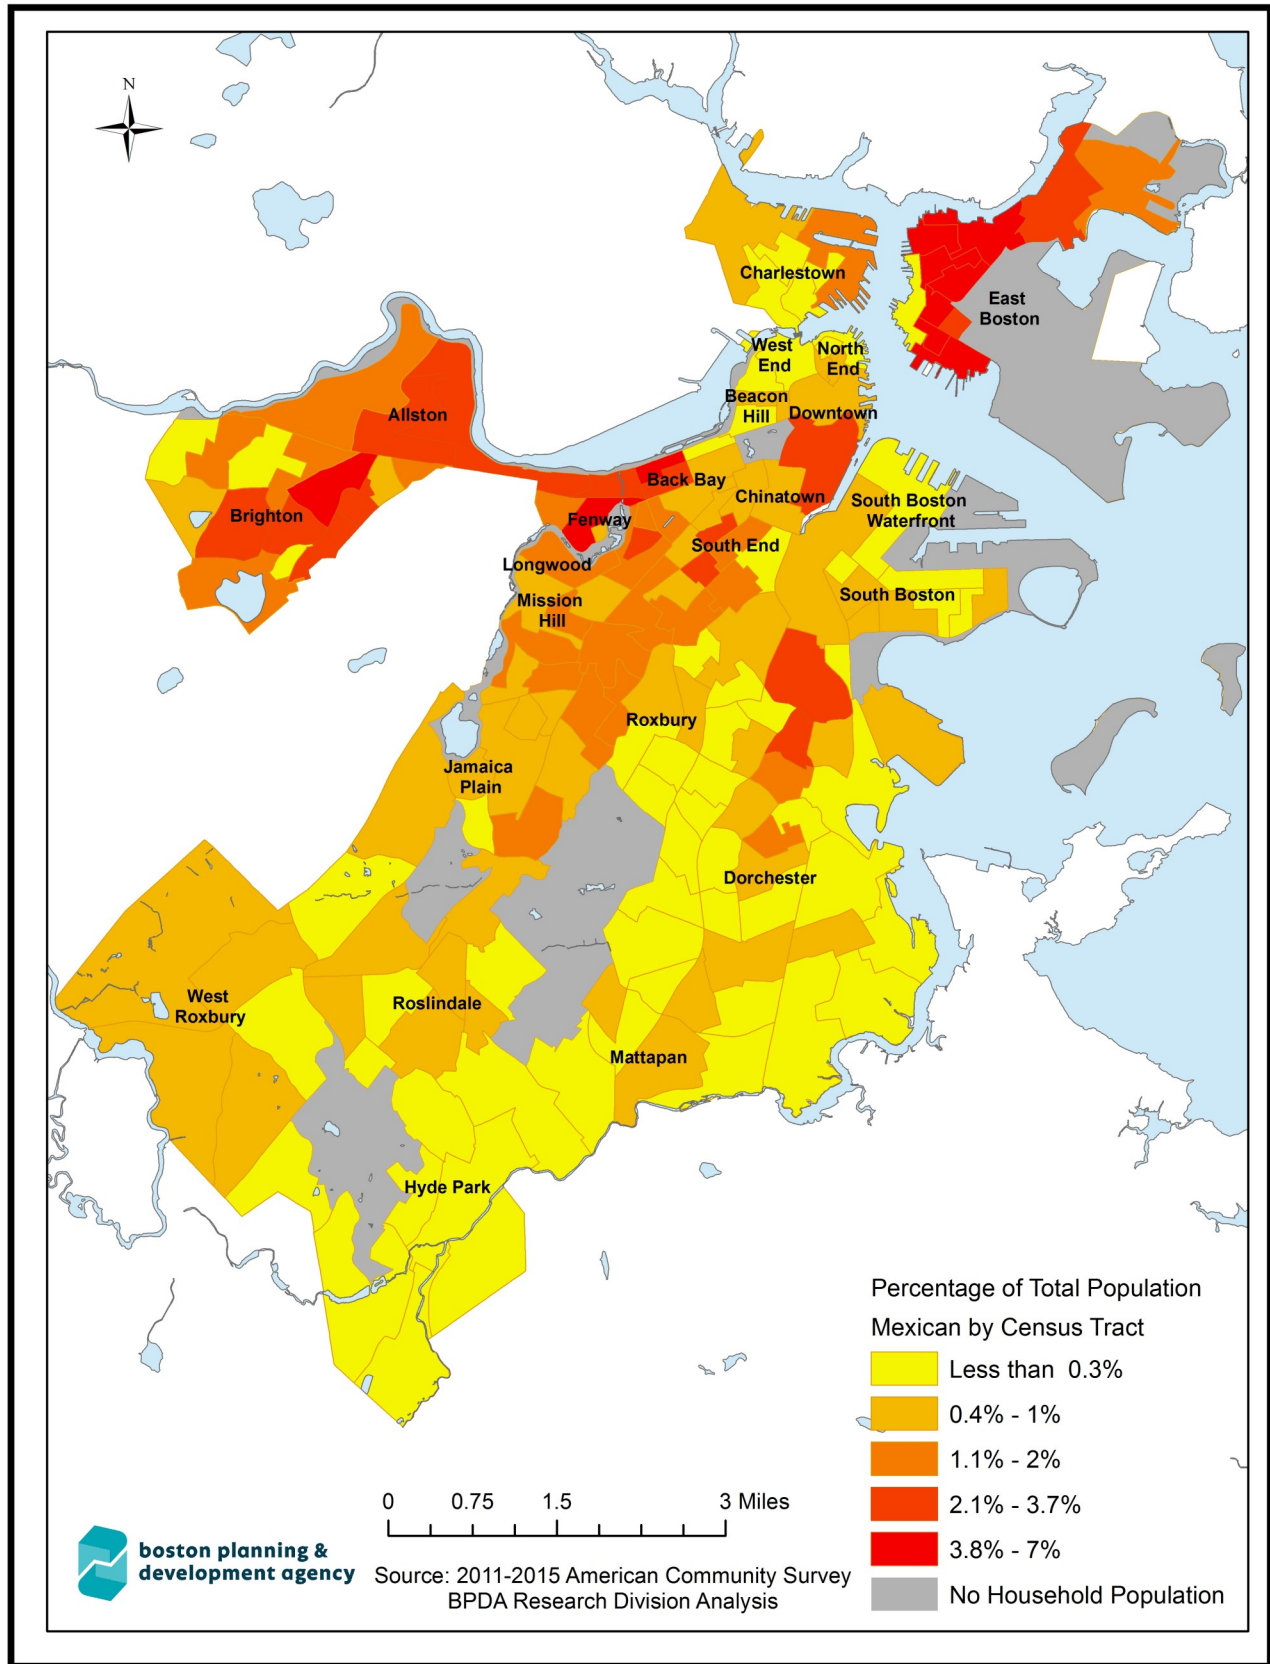 N
Charlestown
East
Boston
West
End
North
End
Beacon
Hill
Downtown
Allston
Back Bay
Chinatown
South Boston
Waterfront
Brighton
Fenway
South End
Longwood
Mission
Hill
South Boston
Roxbury
Jamaica
Plain
Dorchester
West
Roxbury
Roslindale
Mattapan
Hyde Park
Percentage of Total Population
Mexican by Census Tract
Less than 0.3%
0.4% - 1%
1.1% - 2%
2.1% - 3.7%
3.8% - 7%
No Household Population
0 0.75 1.5 3 Miles
boston planning &
development agency
Source: 2011-2015 American Community Survey
BPDA Research Division Analysis